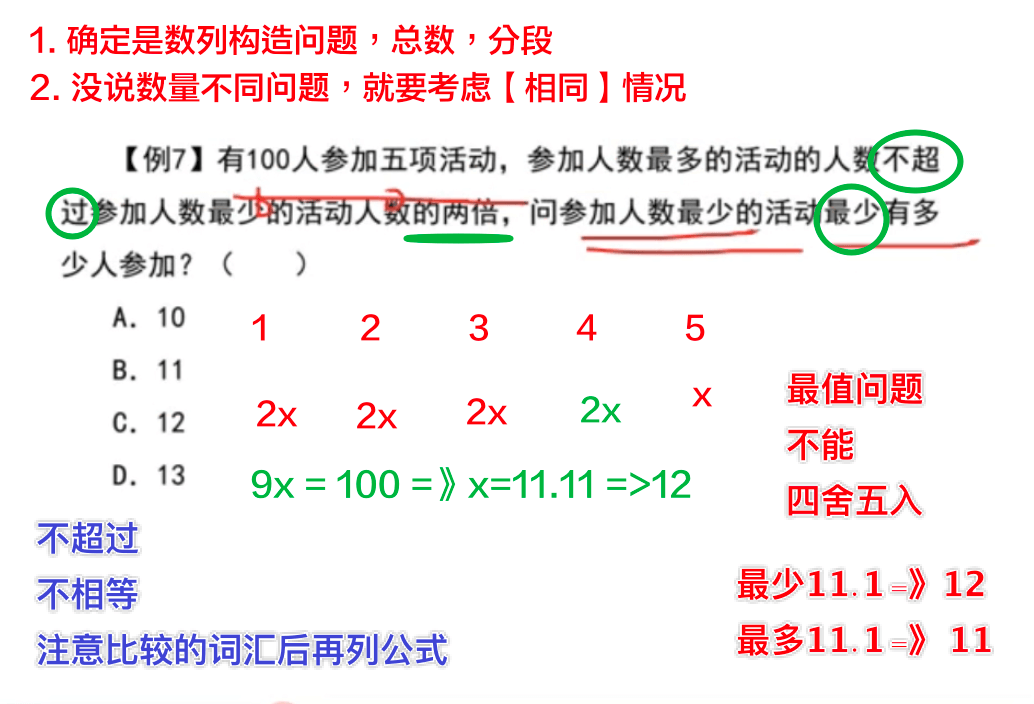 1. 确定是数列构造问题，总数，分段
2. 没说数量不同问题，就要考虑【相同】情况
【例7】有100人参加五项活动，参加人数最多的活动的人数不超
过参加人数最少的活动人数的两倍，问参加人数最少的活动最少有多
少人参加？（　　）
A. 10
B. 11
C. 12
D. 13
1 2 3 4 5
2x 2x 2x 2x x
9x = 100 =》x=11.11 =>12
最值问题
不能
四舍五入
不超过
不相等
注意比较的词汇后再列公式
最少11.1 =》 12
最多11.1 =》 11